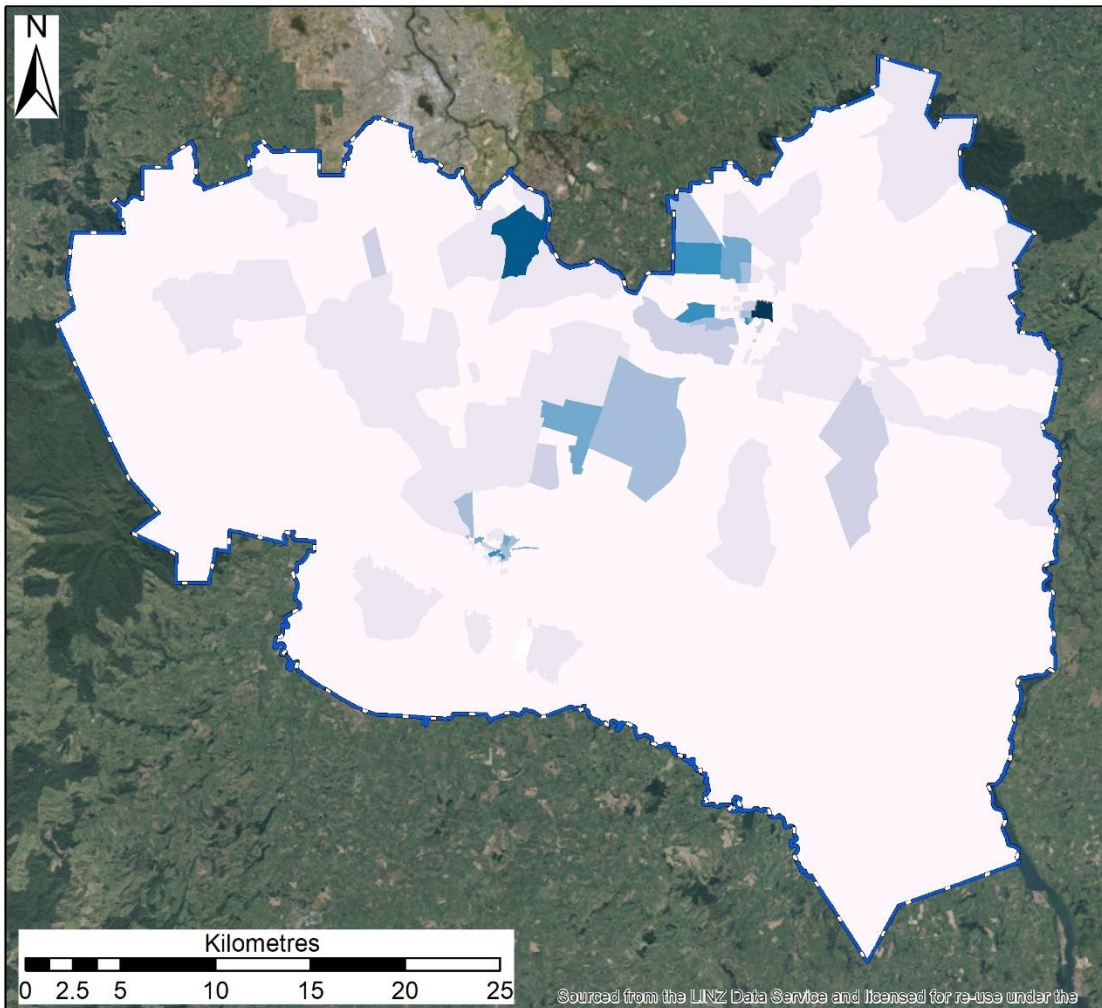 N
Kilometres
0 2.5 5 10 15 20 25
Sourced from the LINZ Data Service and licensed for re-use under the